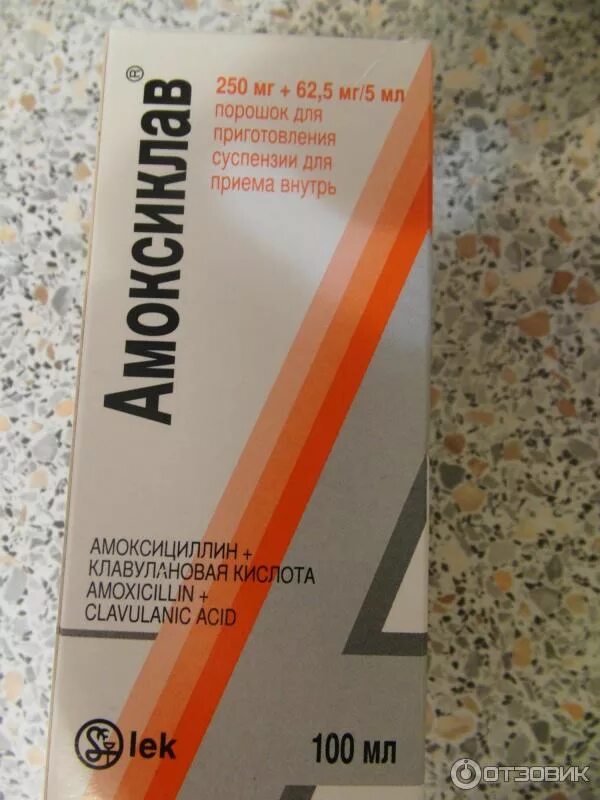 Амоксиклав®
250 мг + 62,5 мг/5 мл
порошок для
приготовления
суспензии для
приема внутрь
АМОКСИЦИЛЛИН +
КЛАВУЛАНОВАЯ КИСЛОТА
AMOXICILLIN +
CLAVULANIC ACID
lek
100 мл
ОТЗОВИК